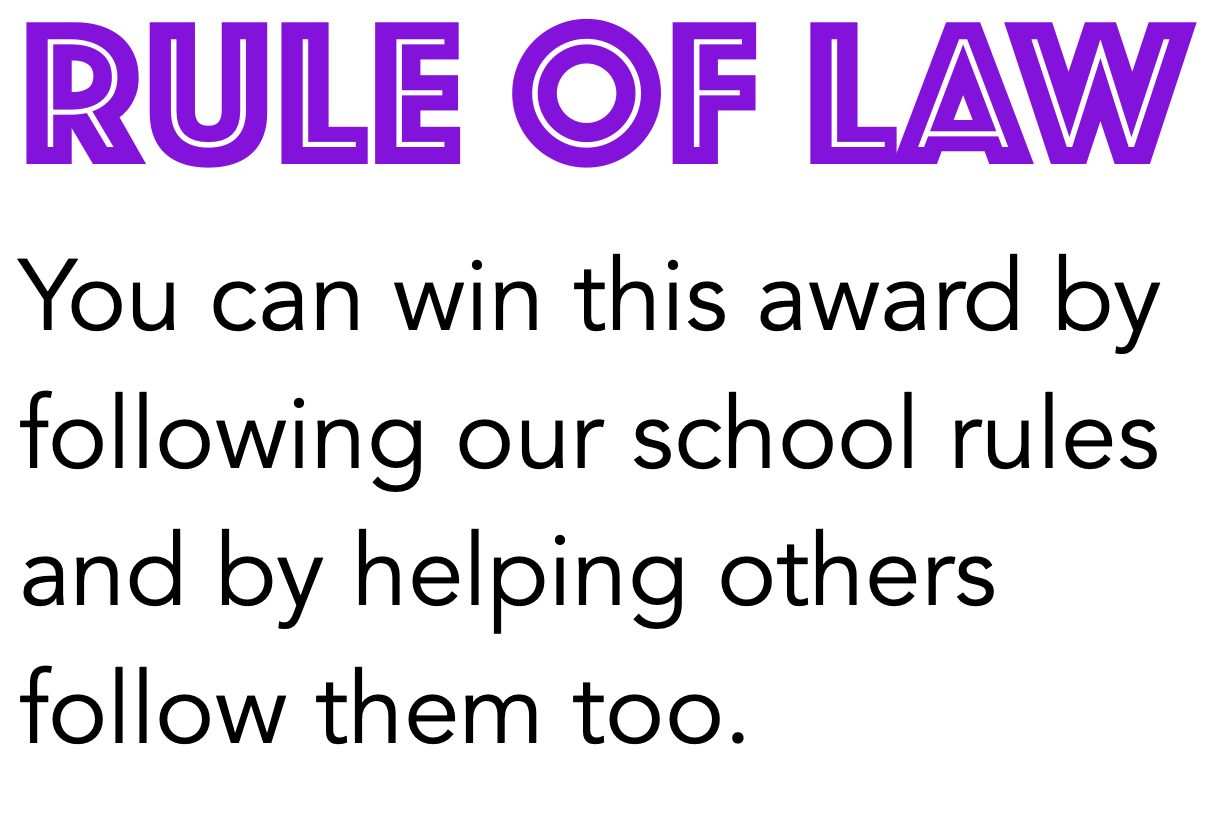 RULE OF LAW
You can win this award by
following our school rules
and by helping others
follow them too.